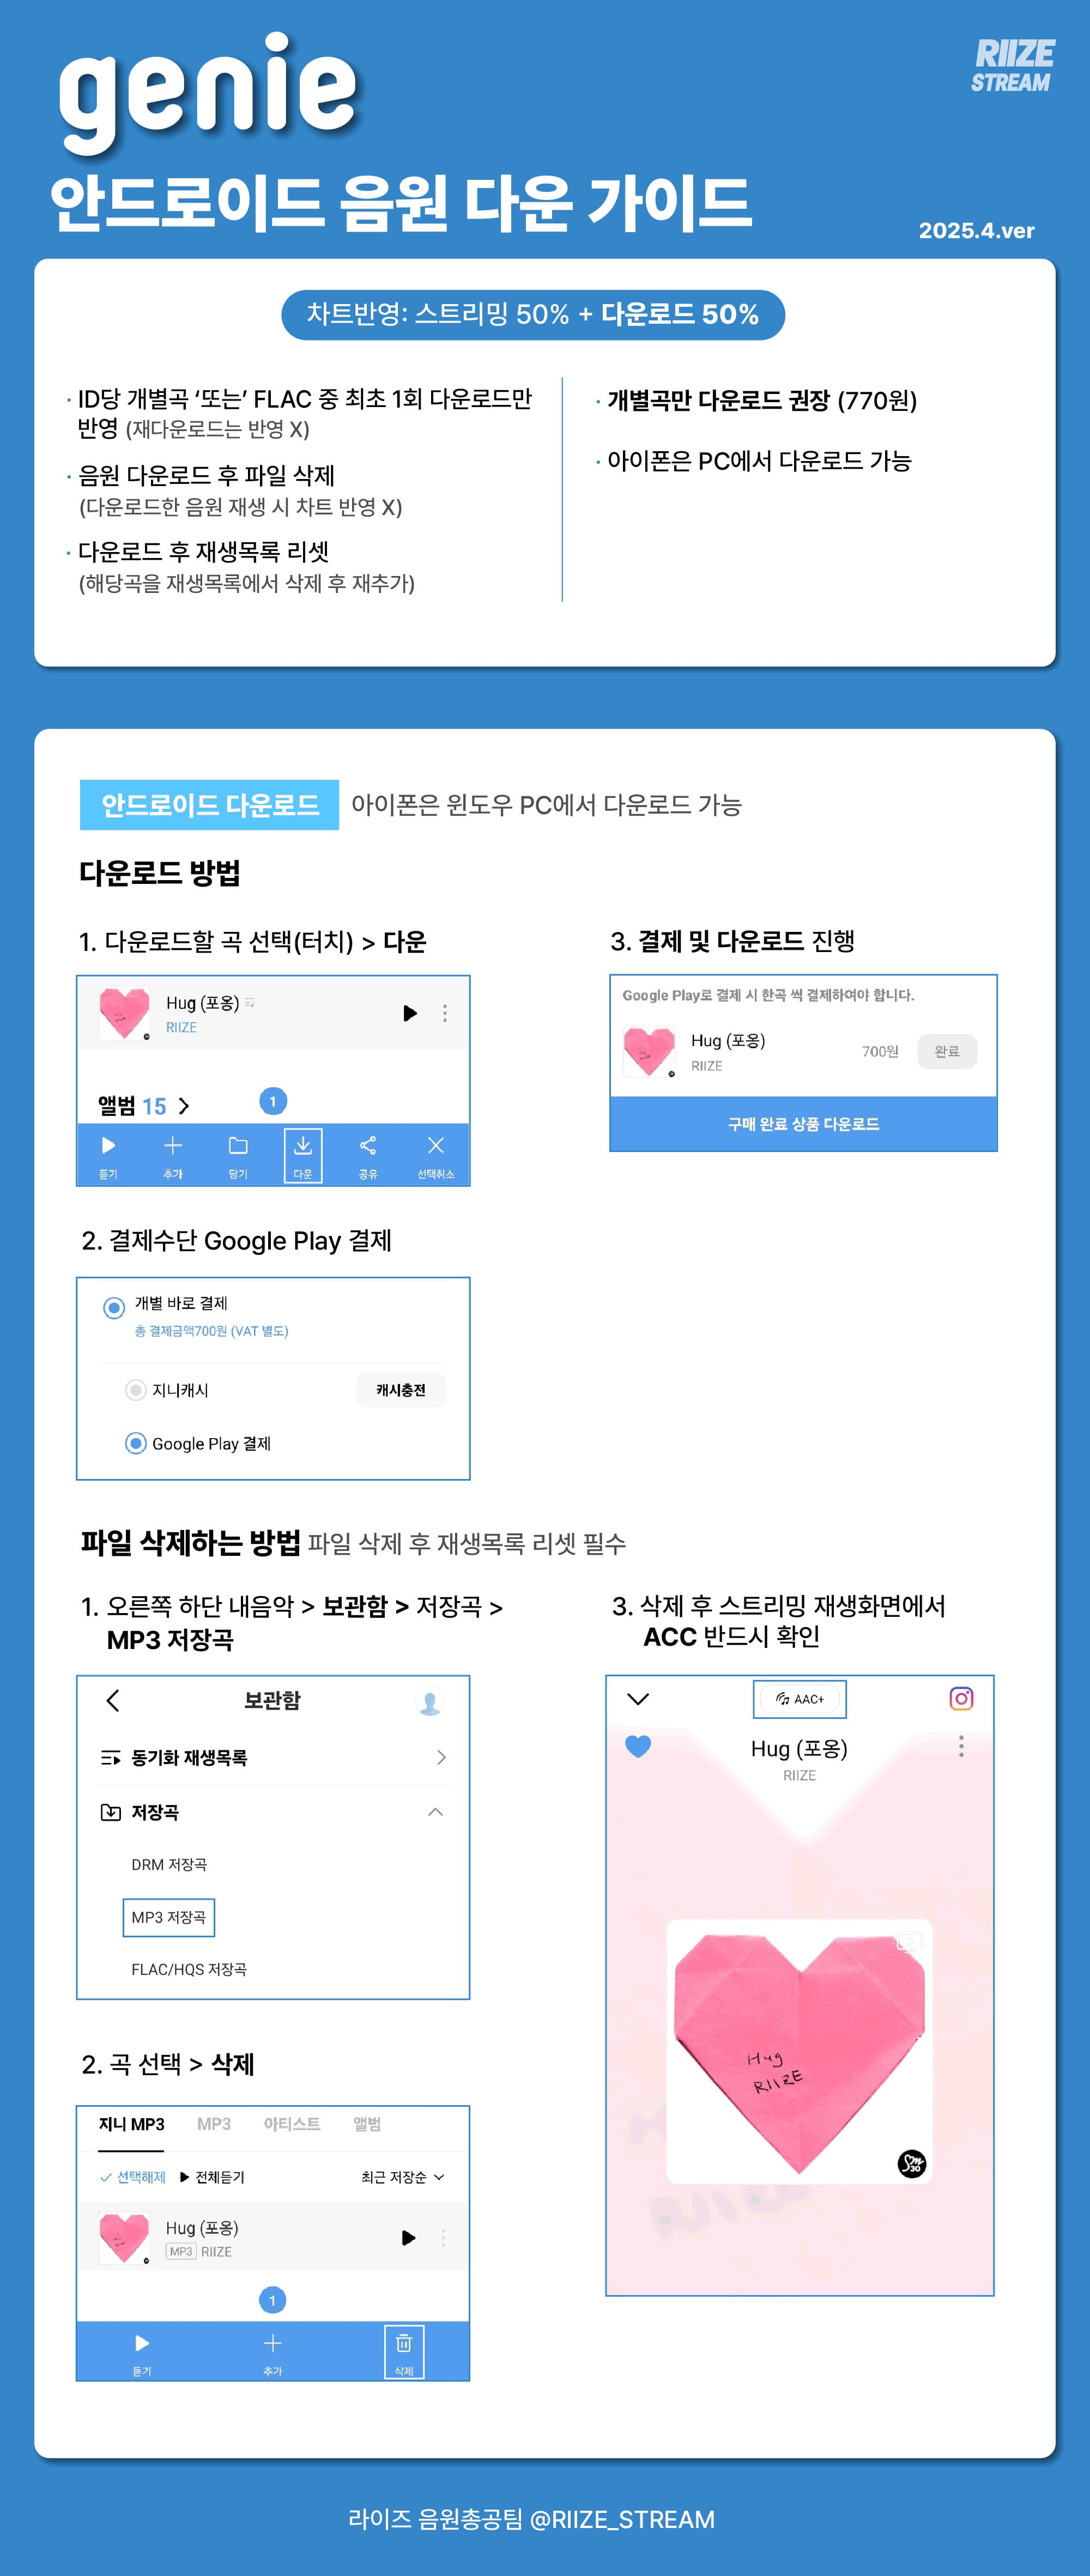 genie
RIIZE
STREAM
안드로이드 음원 다운 가이드
2025.4.ver
차트반영: 스트리밍 50% + 다운로드 50%
· ID당 개별곡 ‘또는’ FLAC 중 최초 1회 다운로드만
반영 (재다운로드는 반영 X)
· 음원 다운로드 후 파일 삭제
(다운로드한 음원 재생 시 차트 반영 X)
· 다운로드 후 재생목록 리셋
(해당곡을 재생목록에서 삭제 후 재추가)
· 개별곡만 다운로드 권장 (770원)
· 아이폰은 PC에서 다운로드 가능
안드로이드 다운로드 아이폰은 윈도우 PC에서 다운로드 가능
다운로드 방법
1. 다운로드할 곡 선택(터치) > 다운
Hug (포옹)
RIIZE
앨범 15 >
1
듣기 추가 담기 다운 공유 선택취소
2. 결제수단 Google Play 결제
개별 바로 결제
총 결제금액700원 (VAT 별도)
지니캐시 캐시충전
Google Play 결제
3. 결제 및 다운로드 진행
Google Play로 결제 시 한곡 씩 결제하여야 합니다.
Hug (포옹)
RIIZE
700원 완료
구매 완료 상품 다운로드
파일 삭제하는 방법 파일 삭제 후 재생목록 리셋 필수
1. 오른쪽 하단 내음악 > 보관함 > 저장곡 >
MP3 저장곡
보관함
동기화 재생목록
저장곡
DRM 저장곡
MP3 저장곡
FLAC/HQS 저장곡
2. 곡 선택 > 삭제
지니 MP3 MP3 아티스트 앨범
선택해제 전체듣기 최근 저장순
Hug (포옹)
MP3 RIIZE
1
듣기 추가 삭제
3. 삭제 후 스트리밍 재생화면에서
ACC 반드시 확인
AAC+
Hug (포옹)
RIIZE
Hug
RIIZE
라이즈 음원총공팀 @RIIZE_STREAM